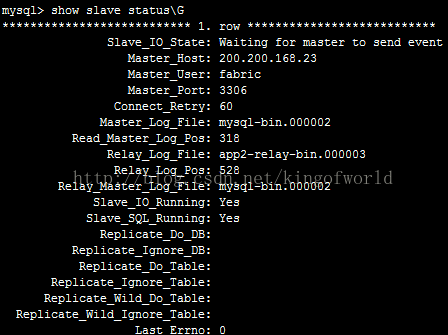 mysql> show slave status\G
*************************** 1. row ***************************
Slave_IO_State: Waiting for master to send event
Master_Host: 200.200.168.23
Master_User: fabric
Master_Port: 3306
Connect_Retry: 60
Master_Log_File: mysql-bin.000002
Read_Master_Log_Pos: 318
Relay_Log_File: app2-relay-bin.000003
Relay_Log_Pos: 528
http://blog.csdn.net/kingofworld
Relay_Master_Log_File: mysql-bin.000002
Slave_IO_Running: Yes
Slave_SQL_Running: Yes
Replicate_Do_DB:
Replicate_Ignore_DB:
Replicate_Do_Table:
Replicate_Ignore_Table:
Replicate_Wild_Do_Table:
Replicate_Wild_Ignore_Table:
Last_Errno: 0